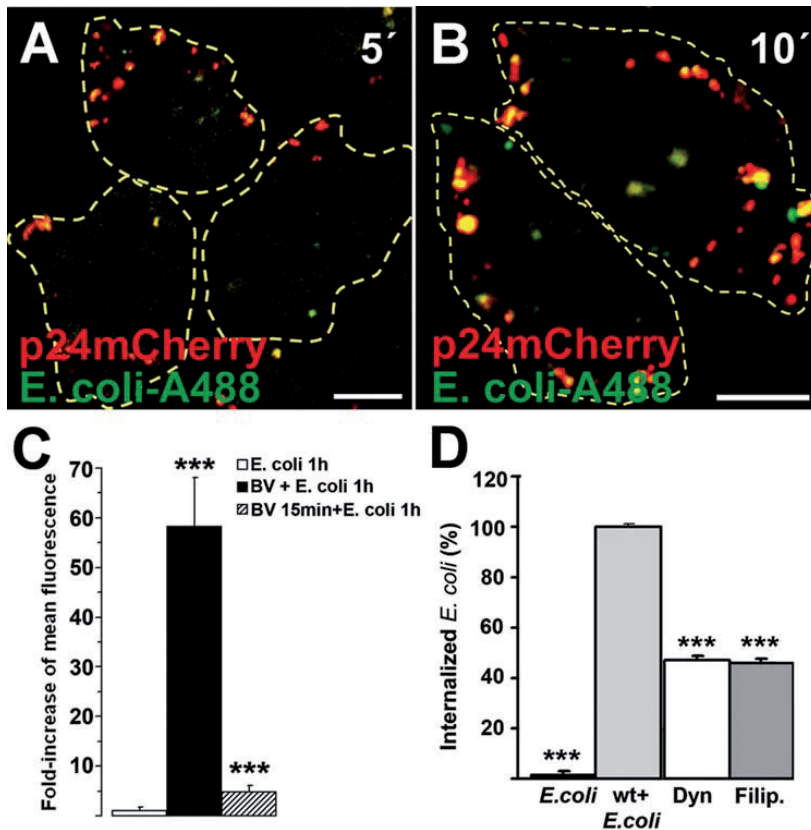 A
5´
p24mCherry
E. coli-A488
B
10´
p24mCherry
E. coli-A488
C
Fold-increase of mean fluorescence
70
60
50
40
30
20
10
***
***
E. coli 1h
BV + E. coli 1h
BV 15min+E. coli 1h
D
Internalized E. coli (%)
120
100
80
60
40
20
***
***
***
E.coli
wt+
E.coli
Dyn
Filip.